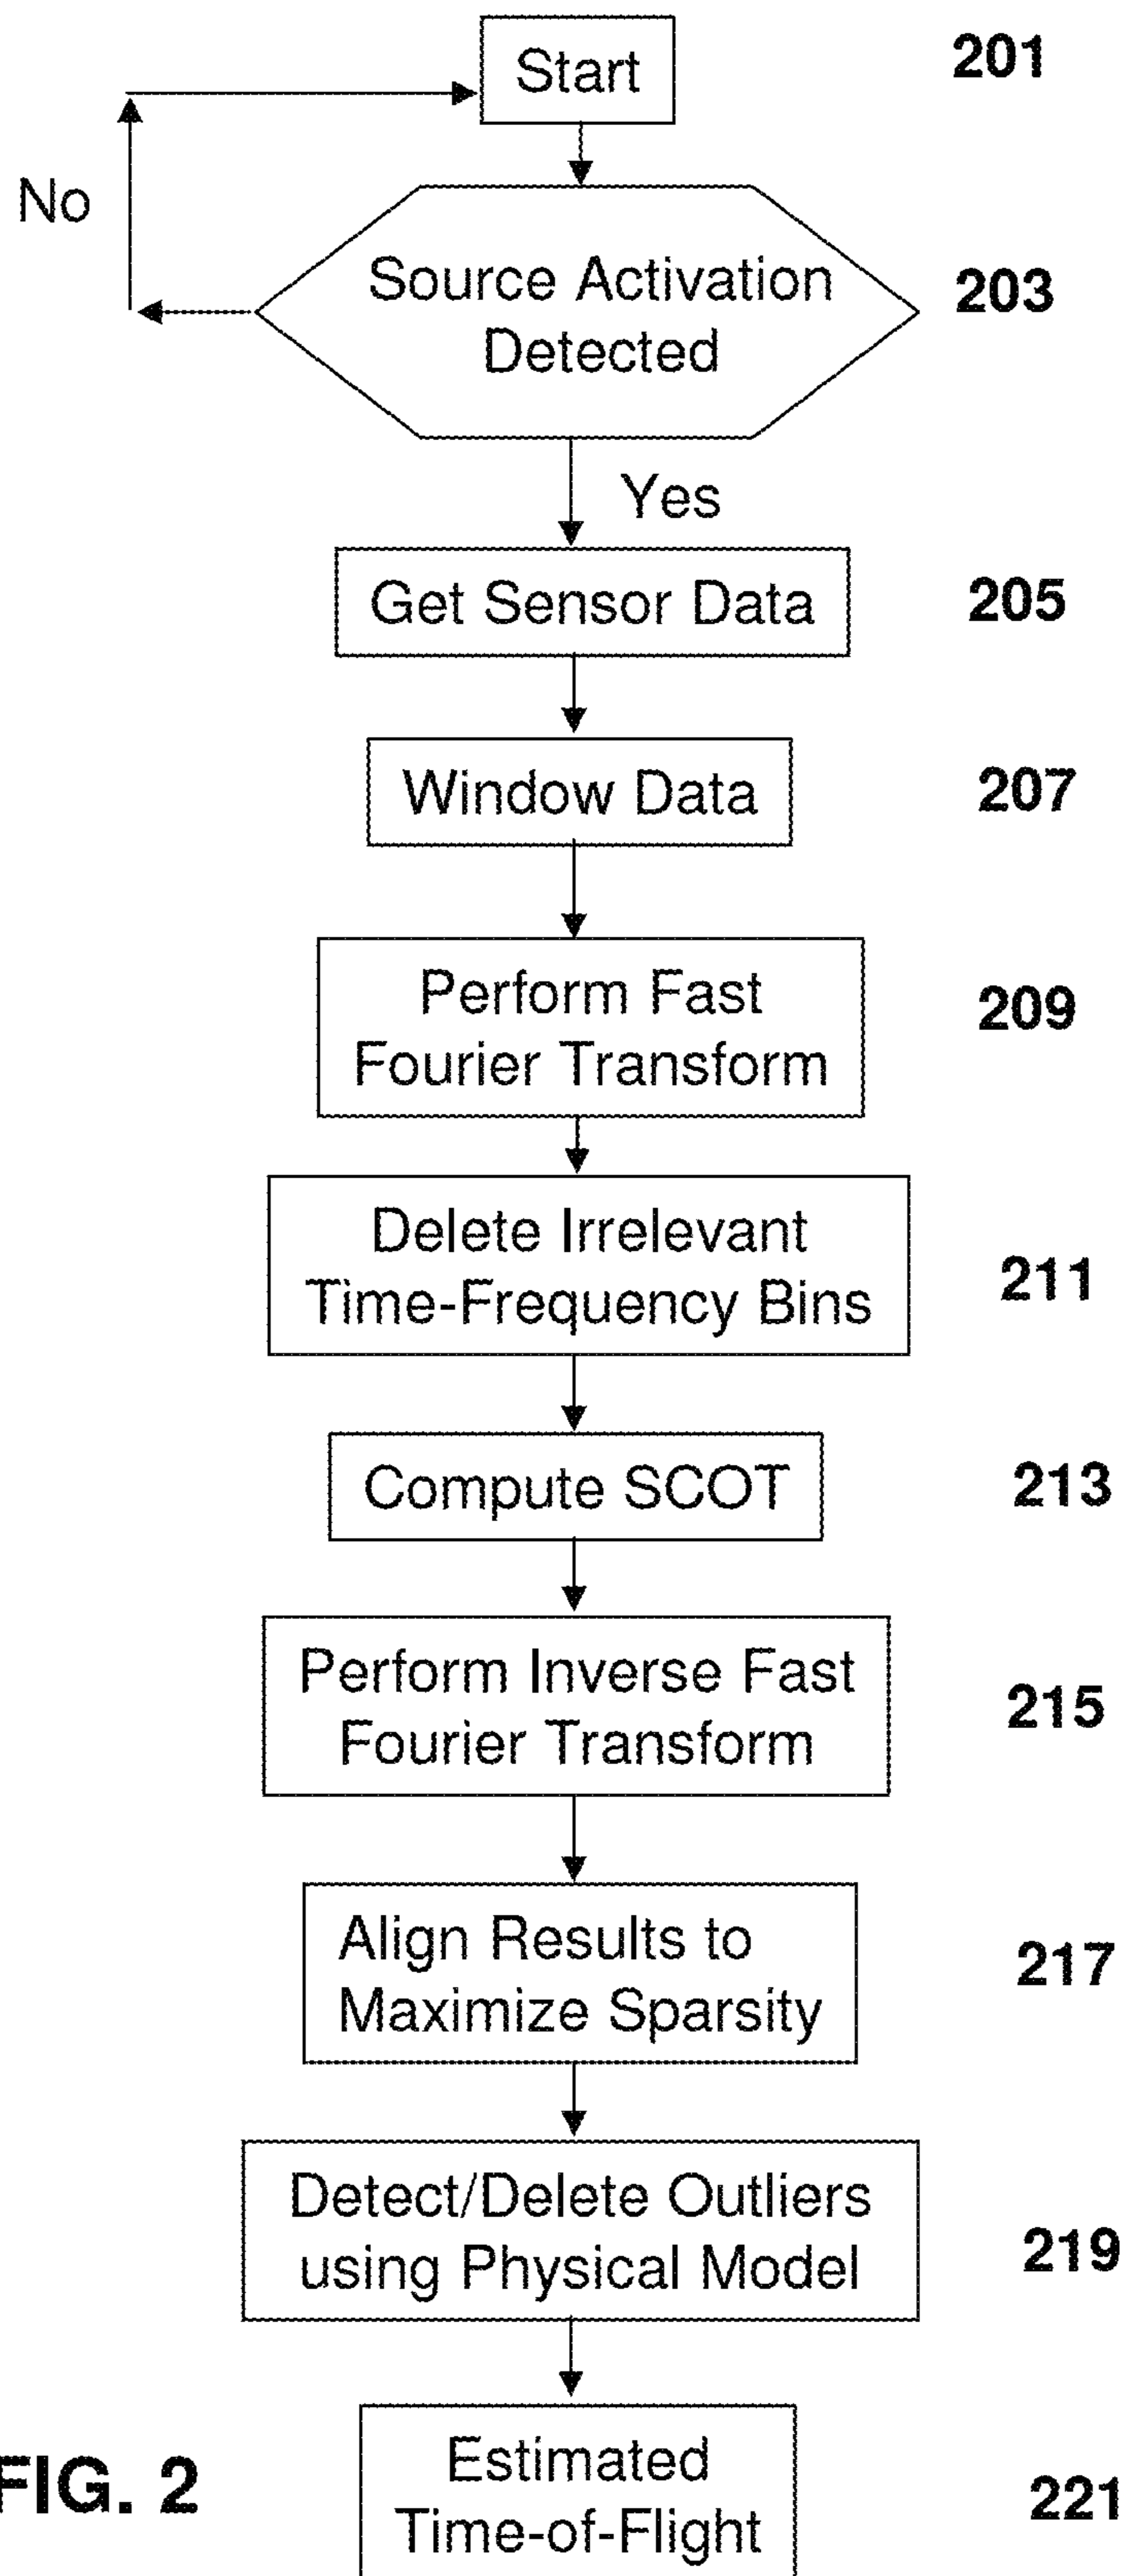 Start
201
No
Source Activation
Detected
203
Yes
Get Sensor Data
205
Window Data
207
Perform Fast
Fourier Transform
209
Delete Irrelevant
Time-Frequency Bins
211
Compute SCOT
213
Perform Inverse Fast
Fourier Transform
215
Align Results to
Maximize Sparsity
217
Detect/Delete Outliers
using Physical Model
219
Estimated
Time-of-Flight
221
FIG. 2